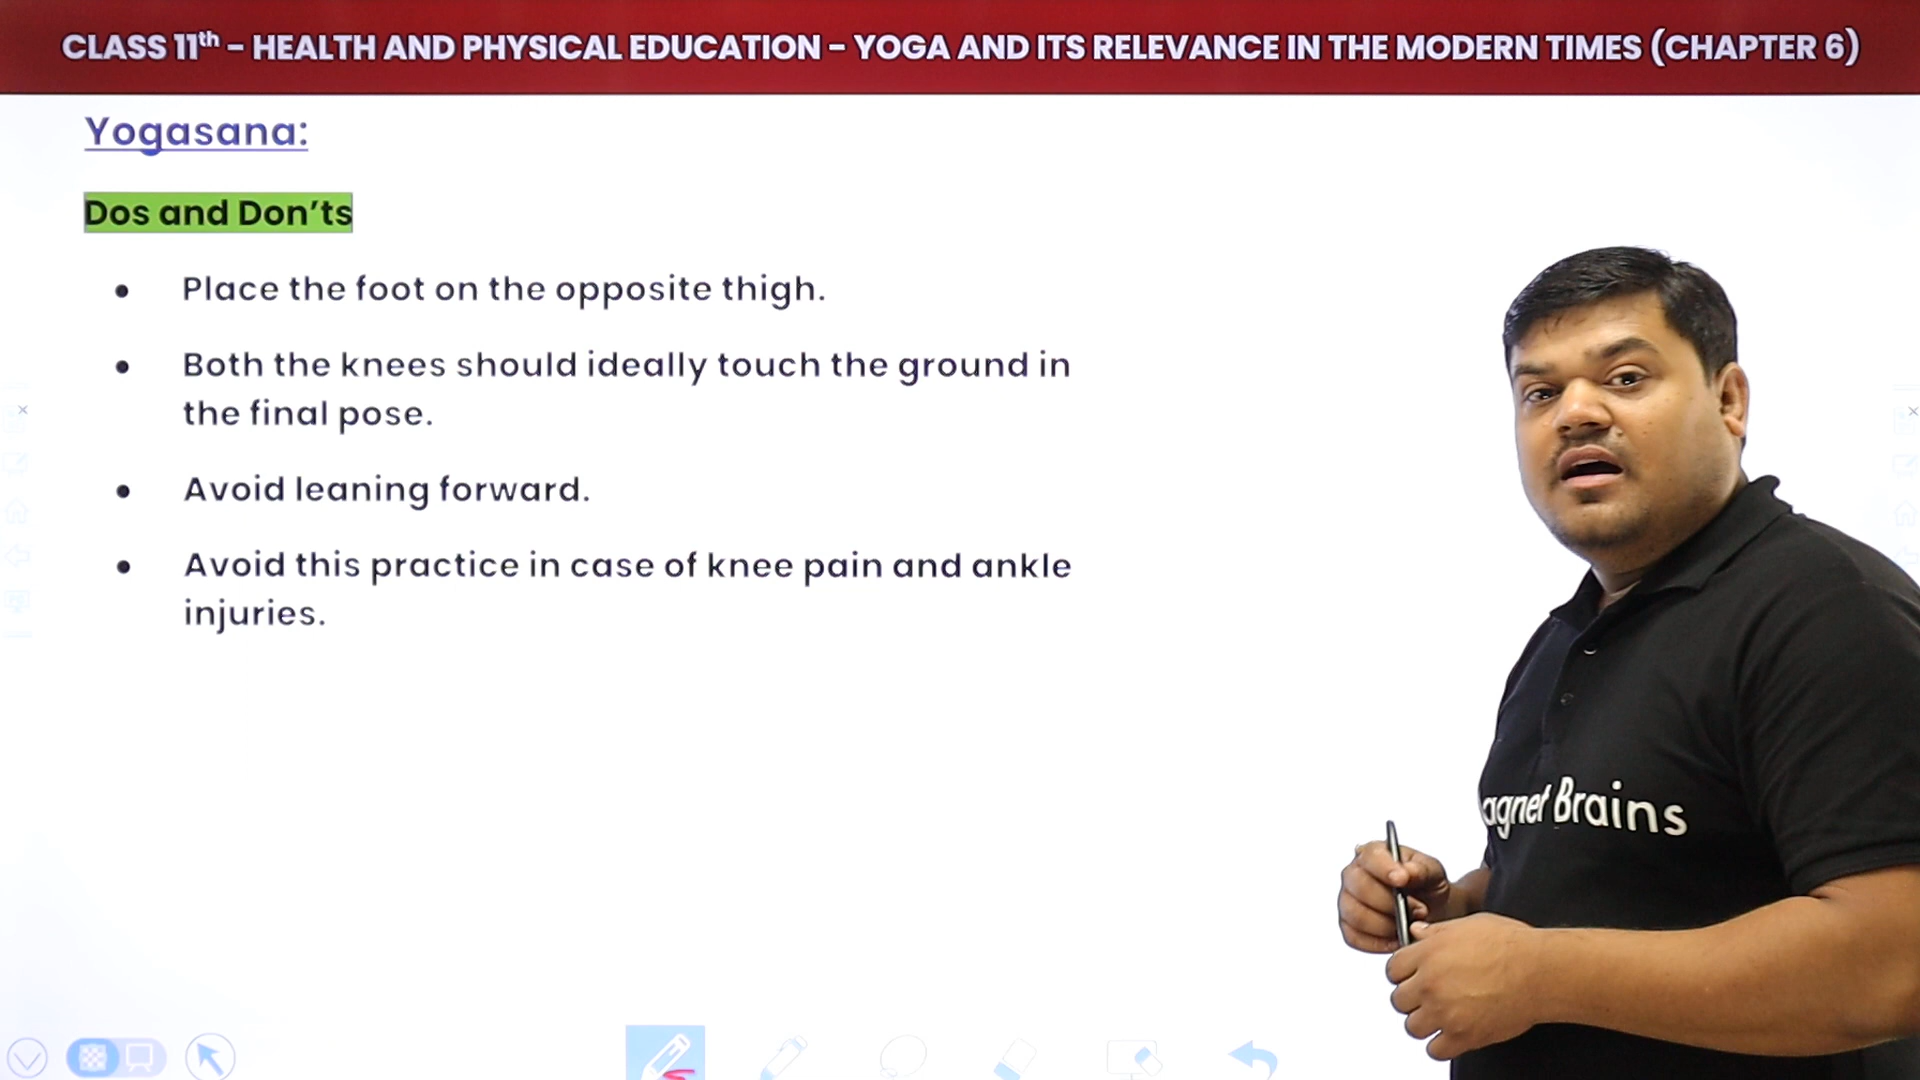 CLASS 11th – HEALTH AND PHYSICAL EDUCATION – YOGA AND ITS RELEVANCE IN THE MODERN TIMES (CHAPTER 6)
Yogasana:
Dos and Don’ts
• Place the foot on the opposite thigh.
• Both the knees should ideally touch the ground in
the final pose.
• Avoid leaning forward.
• Avoid this practice in case of knee pain and ankle
injuries.
agnet Brains